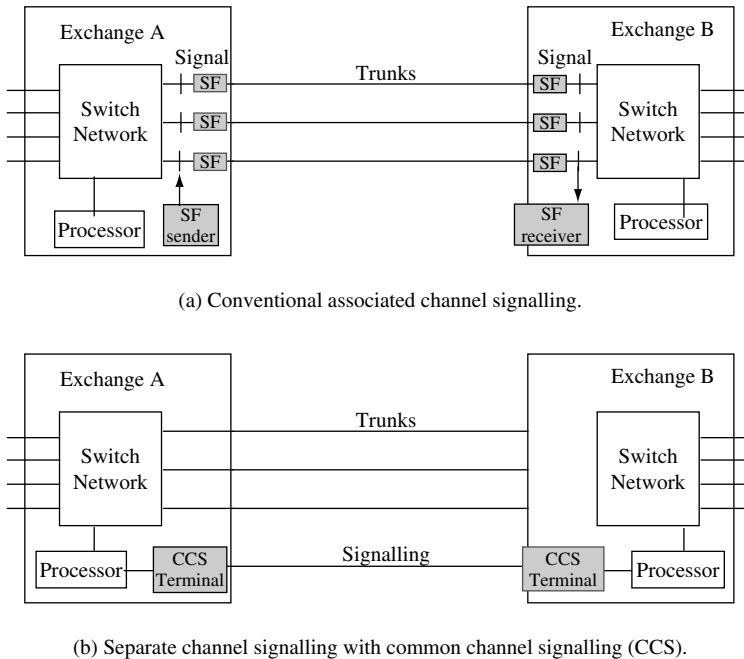 Exchange A
Exchange B
Signal
Signal
Trunks
SF
SF
Switch
Network
Switch
Network
SF
SF
SF
SF
Processor
SF
sender
SF
receiver
Processor
(a) Conventional associated channel signalling.
Exchange A
Exchange B
Trunks
Switch
Network
Switch
Network
Signalling
Processor
CCS
Terminal
CCS
Terminal
Processor
(b) Separate channel signalling with common channel signalling (CCS).